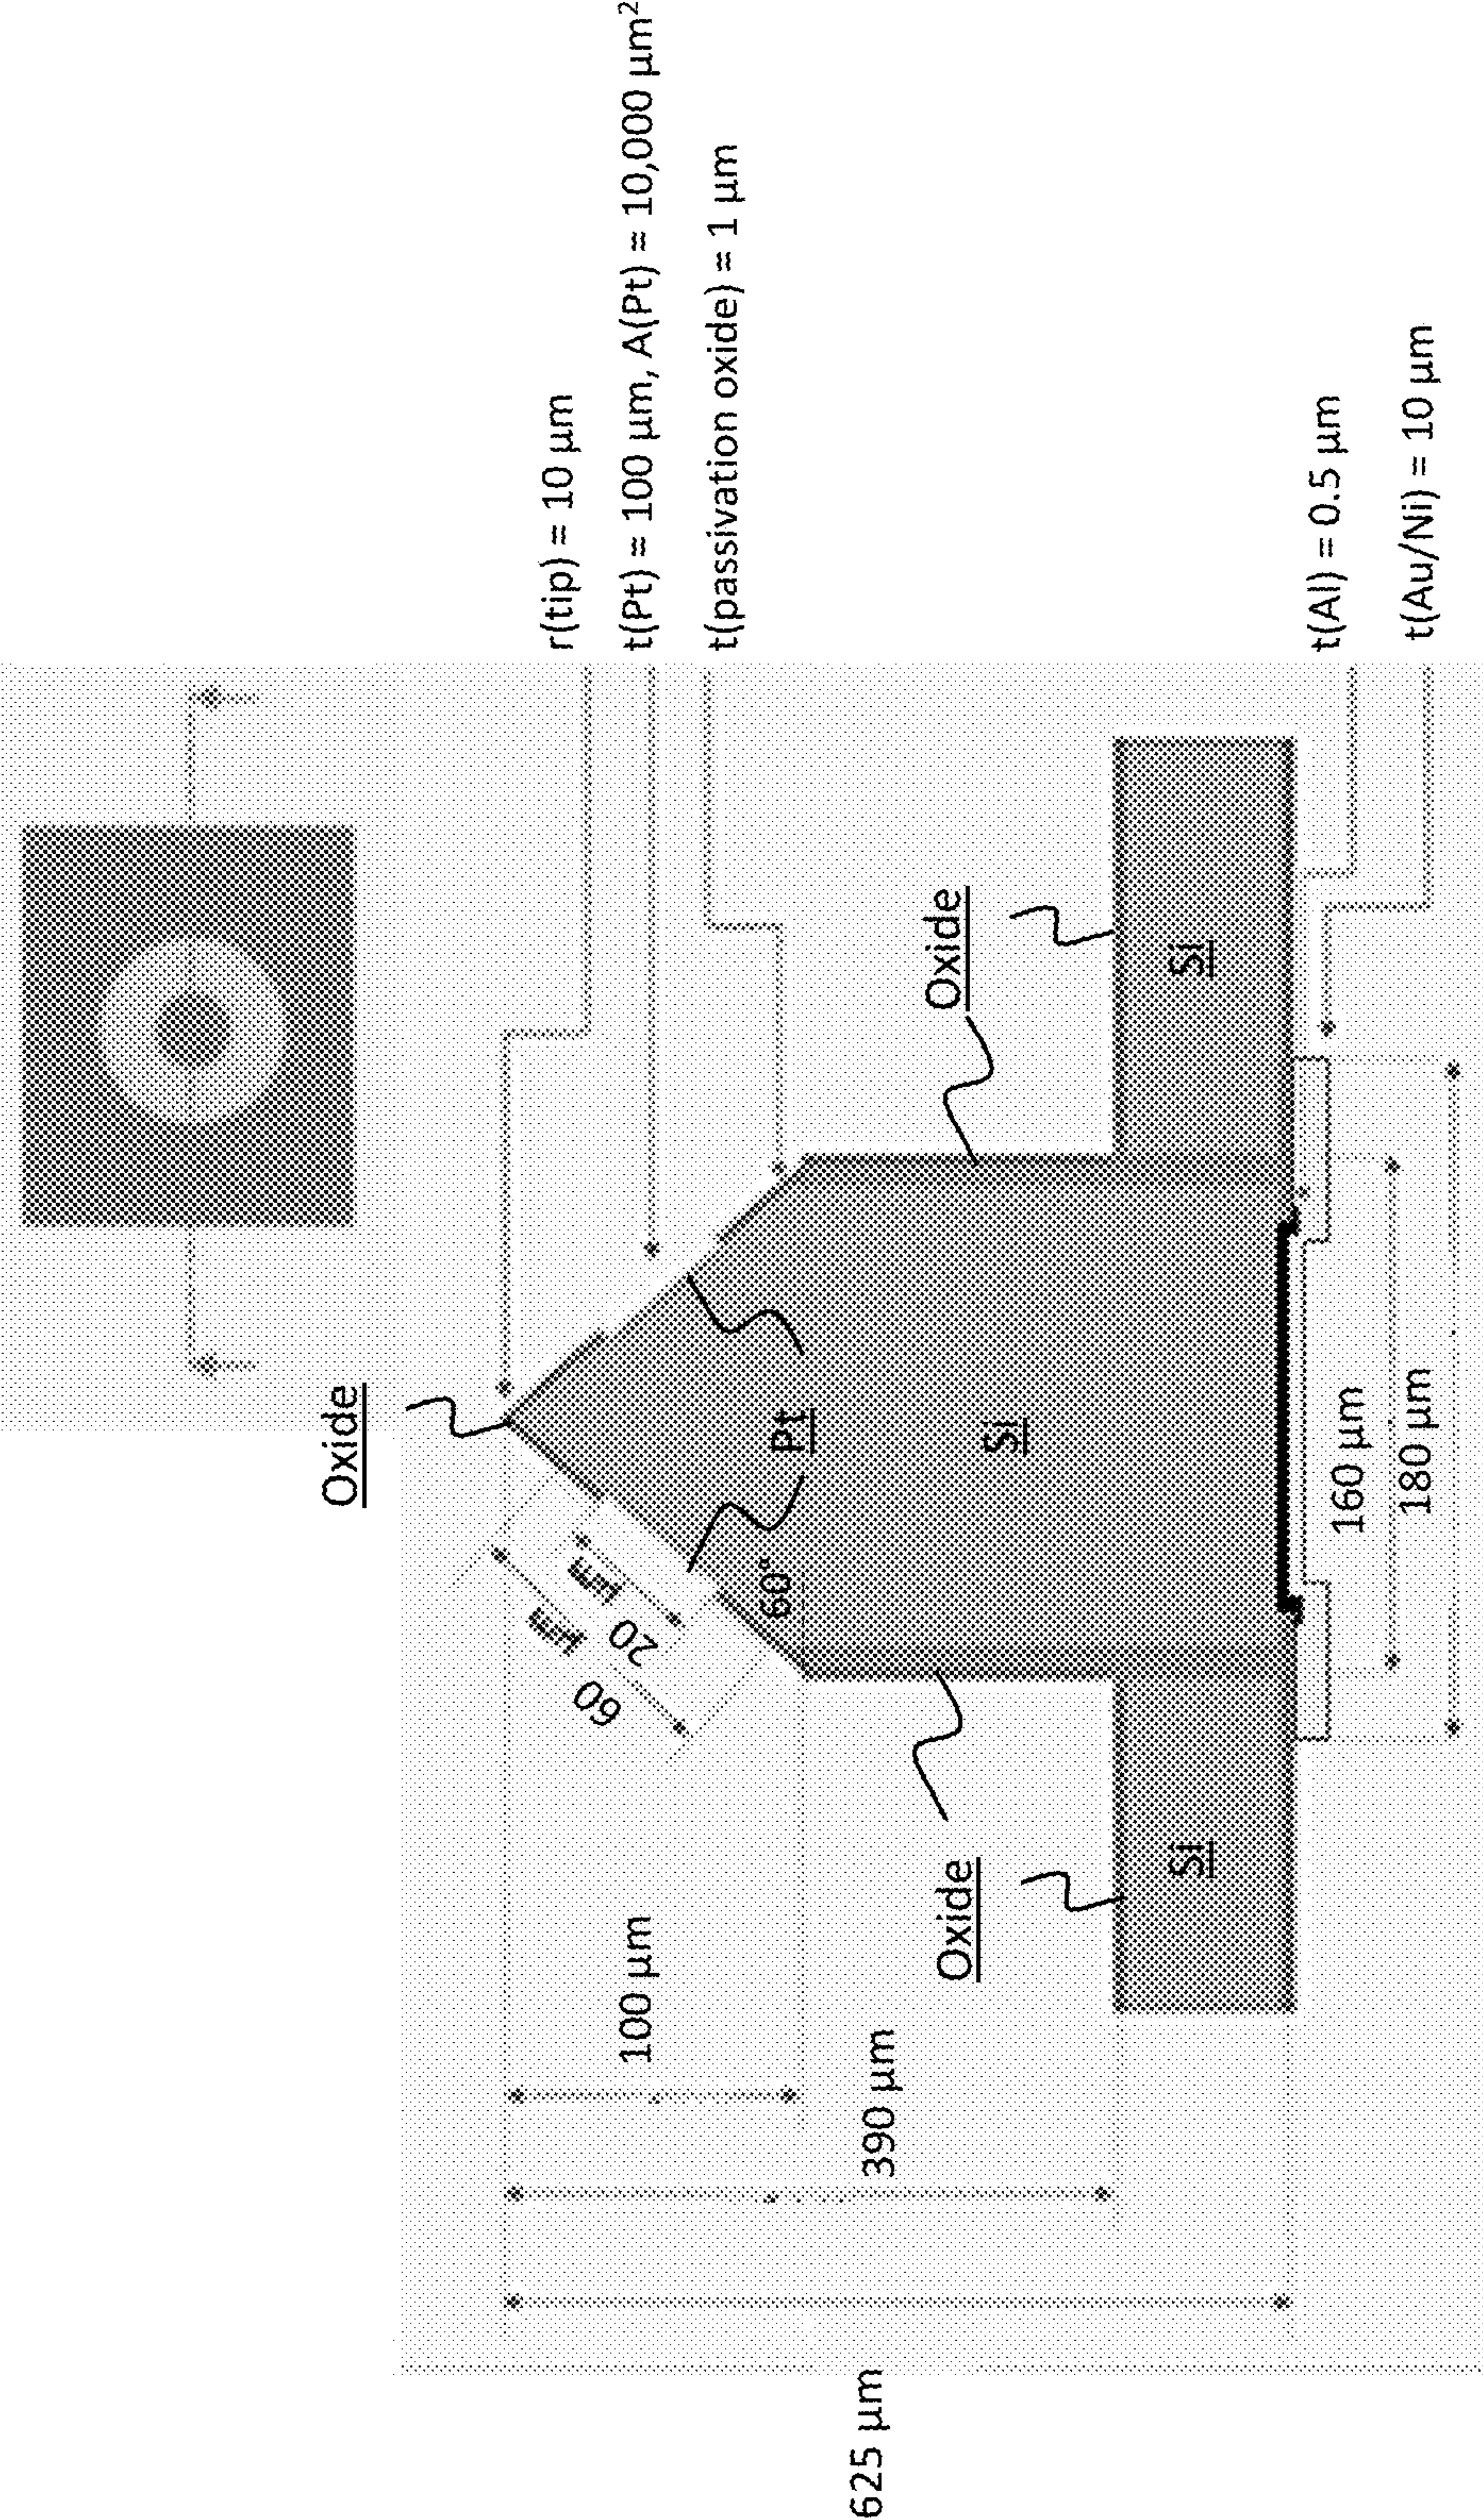 r(tip) = 10 µm
t(Pt) = 100 µm, A(Pt) = 10,000 µm²
t(passivation oxide) = 1 µm
t(Al) = 0.5 µm
t(Au/Ni) = 10 µm
Oxide
Oxide
Oxide
Oxide
Pt
Si
Si
Si
60°
20 µm
60 µm
160 µm
180 µm
100 µm
390 µm
625 µm